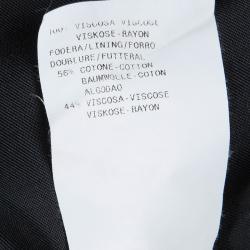 100% VISCOSA VISCOSE
VISKOSE-RAYON
FODERA/LINING/FORRO
DOUBLURE/FUTTERAL
56% COTONE-COTTON
BAUMWOLLE-COTON
ALGODAO
44% VISCOSA-VISCOSE
VISKOSE-RAYON